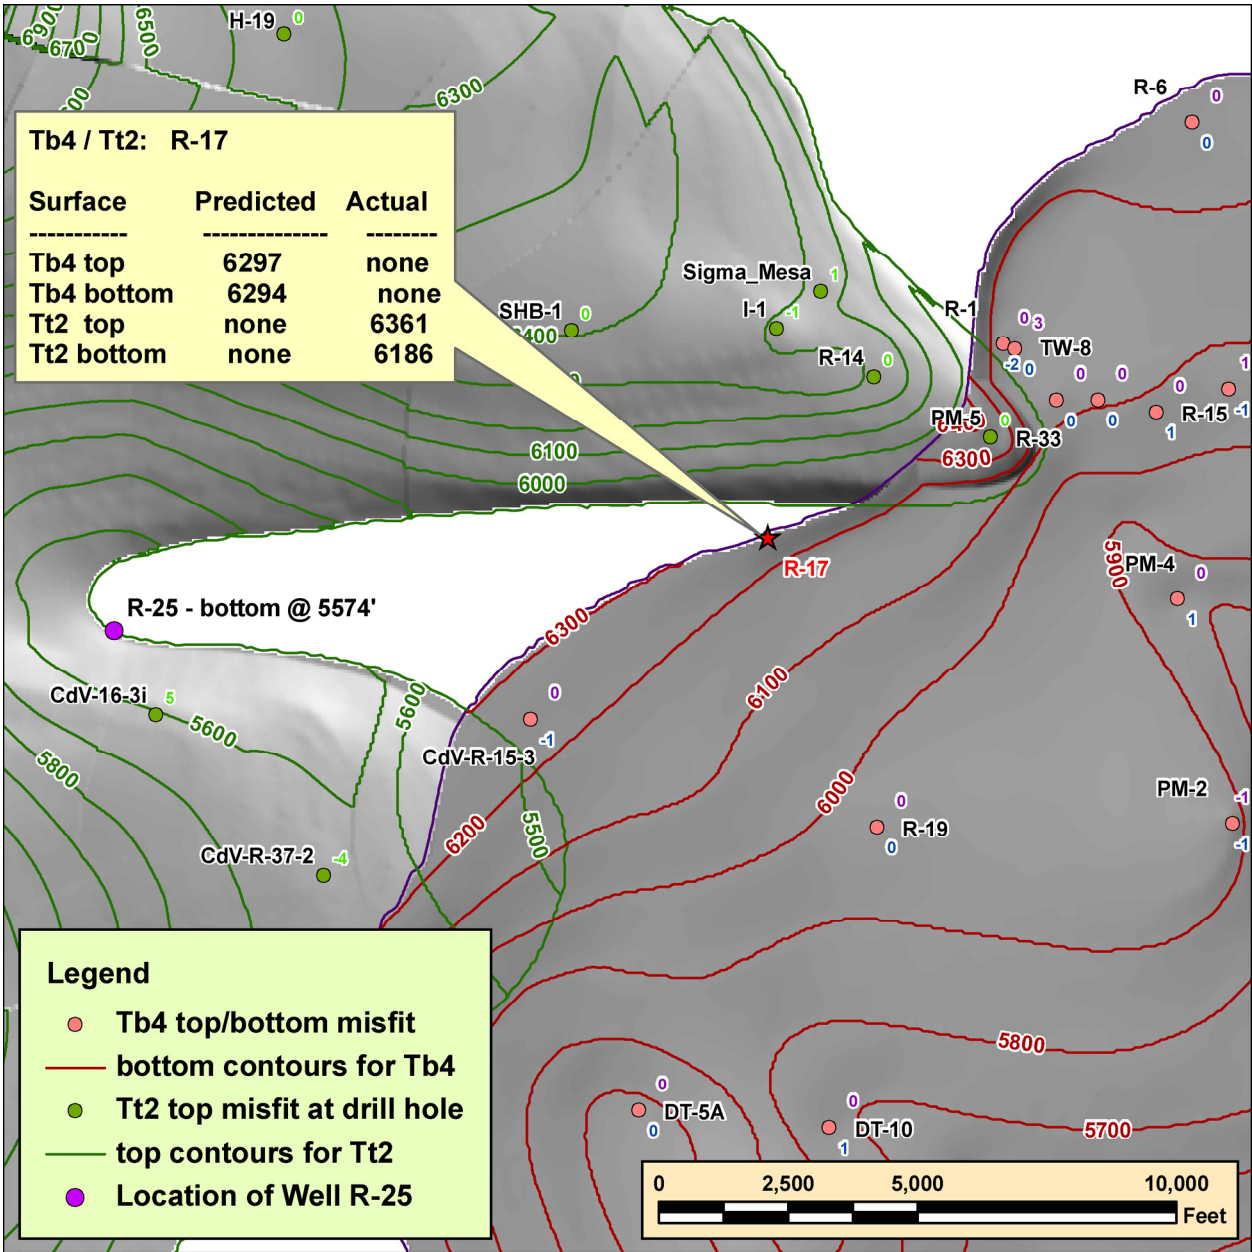 H-19
0
6900
6700
6500
6300
R-6
0
0
Tb4 / Tt2: R-17
Surface Predicted Actual
----------- -------------- --------
Tb4 top 6297 none
Tb4 bottom 6294 none
Tt2 top none 6361
Tt2 bottom none 6186
Sigma_Mesa
1
I-1
-1
SHB-1
0
R-14
0
R-1
0
3
TW-8
-2
0
0
0
0
0
0
1
R-15
1
-1
PM-5
0
R-33
6300
6100
6000
R-17
5900
PM-4
0
1
R-25 - bottom @ 5574'
6300
CdV-16-3i
5
5600
5600
5800
0
-1
CdV-R-15-3
6100
6000
6200
5500
CdV-R-37-2
-4
0
R-19
0
PM-2
-1
-1
5800
5700
0
DT-5A
0
0
DT-10
1
Legend
Tb4 top/bottom misfit
bottom contours for Tb4
Tt2 top misfit at drill hole
top contours for Tt2
Location of Well R-25
0 2,500 5,000 10,000
Feet